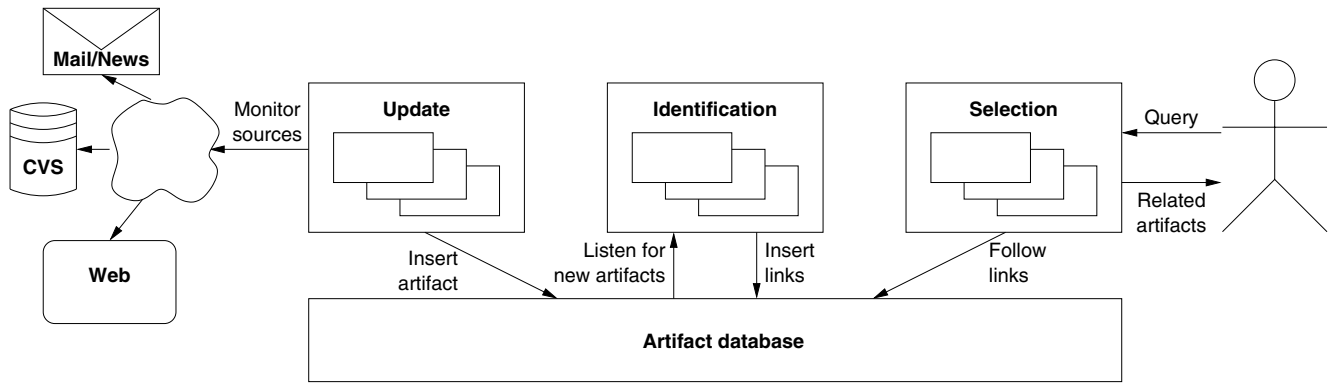 Mail/News
CVS
Web
Monitor
sources
Update
Identification
Selection
Query
Related
artifacts
Insert
artifact
Listen for
new artifacts
Insert
links
Follow
links
Artifact database